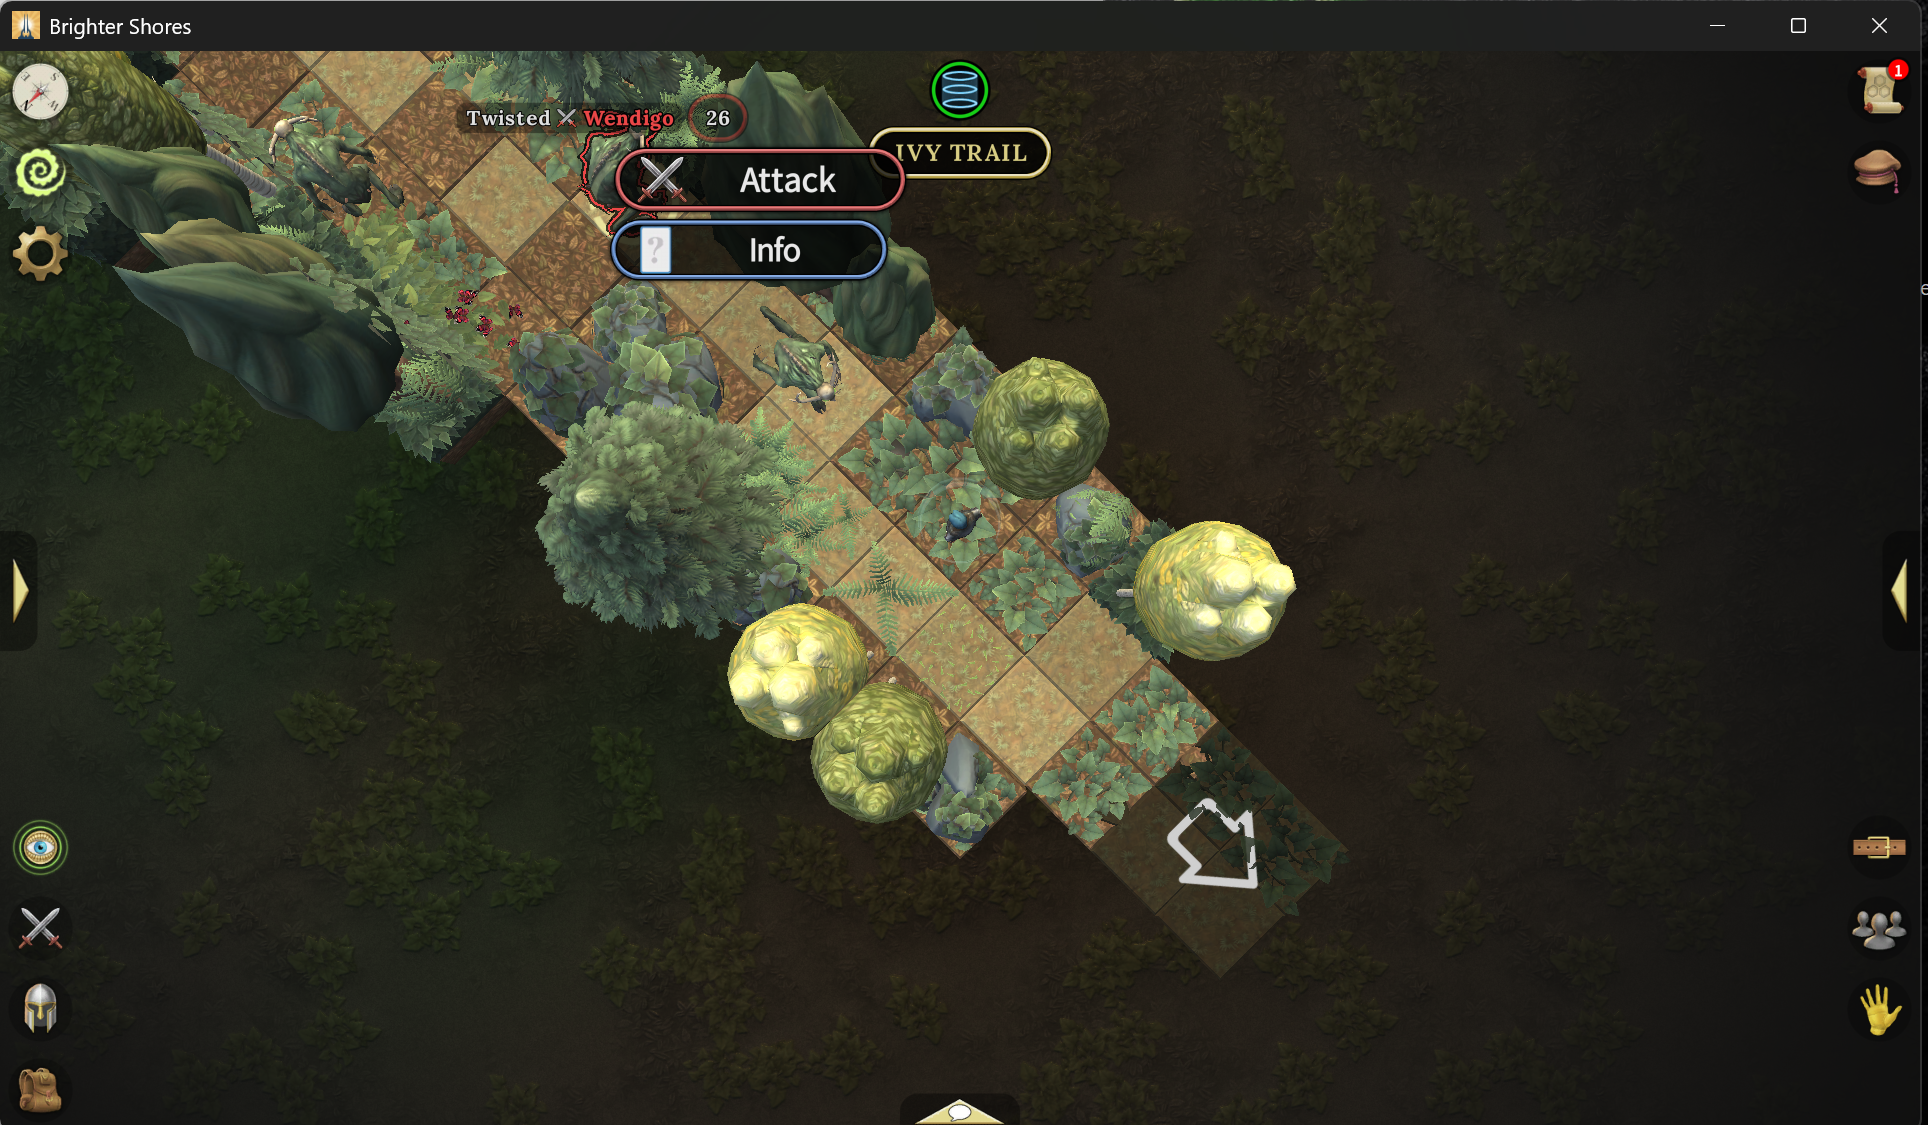 Brighter Shores
1
Twisted Wendigo 26
IVY TRAIL
Attack
? Info